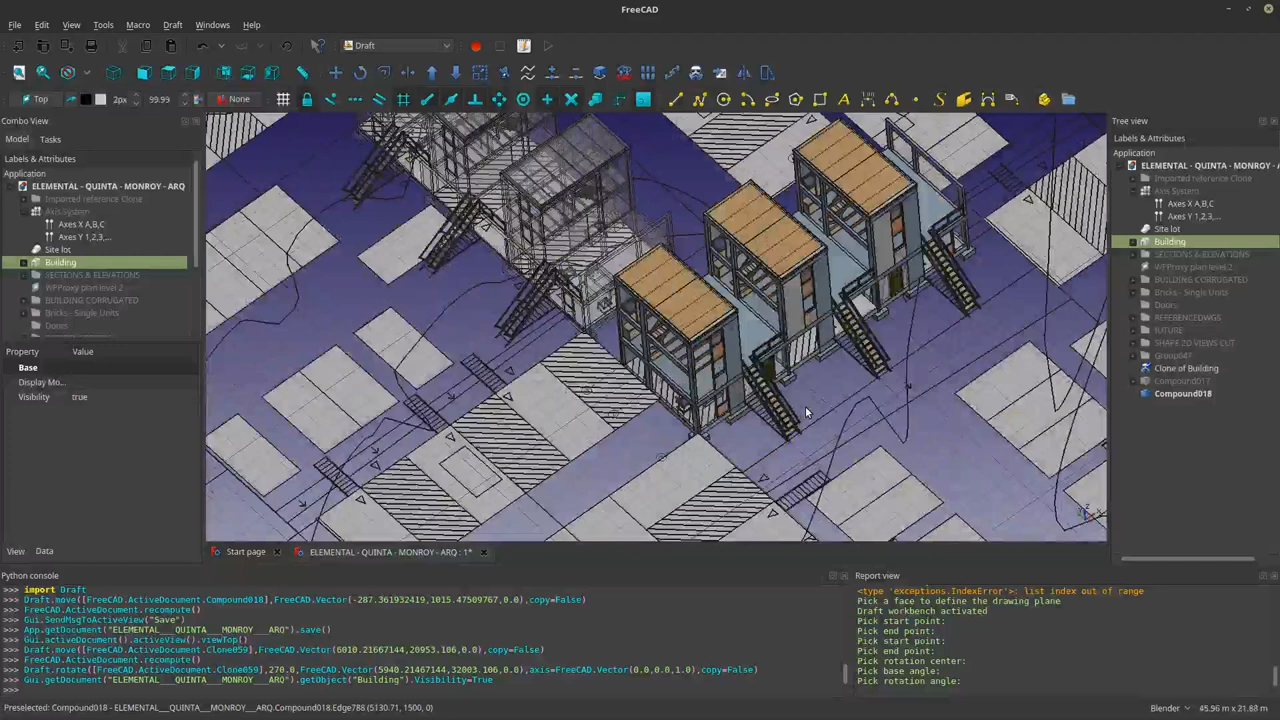 FreeCAD
File Edit View Tools Macro Draft Windows Help
Draft
Top 2px 99.99 None
Combo View
Model Tasks
Labels & Attributes
Application
ELEMENTAL - QUINTA - MONROY - ARQ
Imported reference Clone
Axis System
Axes X A,B,C
Axes Y 1,2,3,...
Site lot
Building
SECTIONS & ELEVATIONS
WPProxy plan level 2
BUILDING CORRUGATED
Bricks - Single Units
Doors
Property Value
Base
Display Mo...
Visibility true
View Data
Start page
ELEMENTAL - QUINTA - MONROY - ARQ : 1*
Tree view
Labels & Attributes
Application
ELEMENTAL - QUINTA - MONROY - ARQ
Imported reference Clone
Axis System
Axes X A,B,C
Axes Y 1,2,3,...
Site lot
Building
SECTIONS & ELEVATIONS
WPProxy plan level 2
BUILDING CORRUGATED
Bricks - Single Units
Doors
REFERENCEDWGS
FUTURE
SHAPE 2D VIEWS CUT
Group047
Clone of Building
Compound017
Compound018
Python console
>>> import Draft
>>> Draft.move([FreeCAD.ActiveDocument.Compound018],FreeCAD.Vector(-287.361932419,1015.47509767,0.0),copy=False)
>>> FreeCAD.ActiveDocument.recompute()
>>> Gui.SendMsgToActiveView("Save")
>>> App.getDocument("ELEMENTAL___QUINTA___MONROY___ARQ").save()
>>> Gui.activeDocument().activeView().viewTop()
>>> Draft.move([FreeCAD.ActiveDocument.Clone059],FreeCAD.Vector(6010.21667144,20953.106,0.0),copy=False)
>>> FreeCAD.ActiveDocument.recompute()
>>> Draft.rotate([FreeCAD.ActiveDocument.Clone059],270.0,FreeCAD.Vector(5940.21467144,32003.106,0.0),axis=FreeCAD.Vector(0.0,0.0,1.0),copy=False)
>>> Gui.getDocument("ELEMENTAL___QUINTA___MONROY___ARQ").getObject("Building").Visibility=True
>>>
Report view
<type 'exceptions.IndexError'>: list index out of range
Pick a face to define the drawing plane
Draft workbench activated
Pick start point:
Pick end point:
Pick start point:
Pick end point:
Pick rotation center:
Pick base angle:
Pick rotation angle:
Preselected: Compound018 - ELEMENTAL___QUINTA___MONROY___ARQ.Compound018.Edge788 (5130.71, 1500, 0)
Blender
45.96 m x 21.88 m